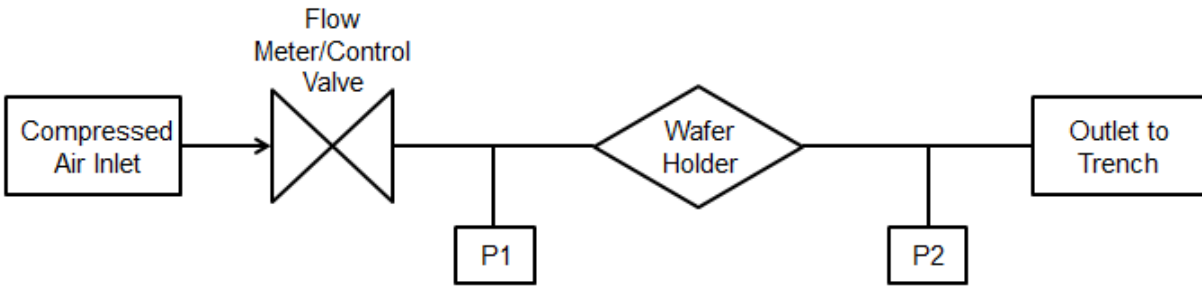 Flow
Meter/Control
Valve
Compressed
Air Inlet
Wafer
Holder
Outlet to
Trench
P1
P2